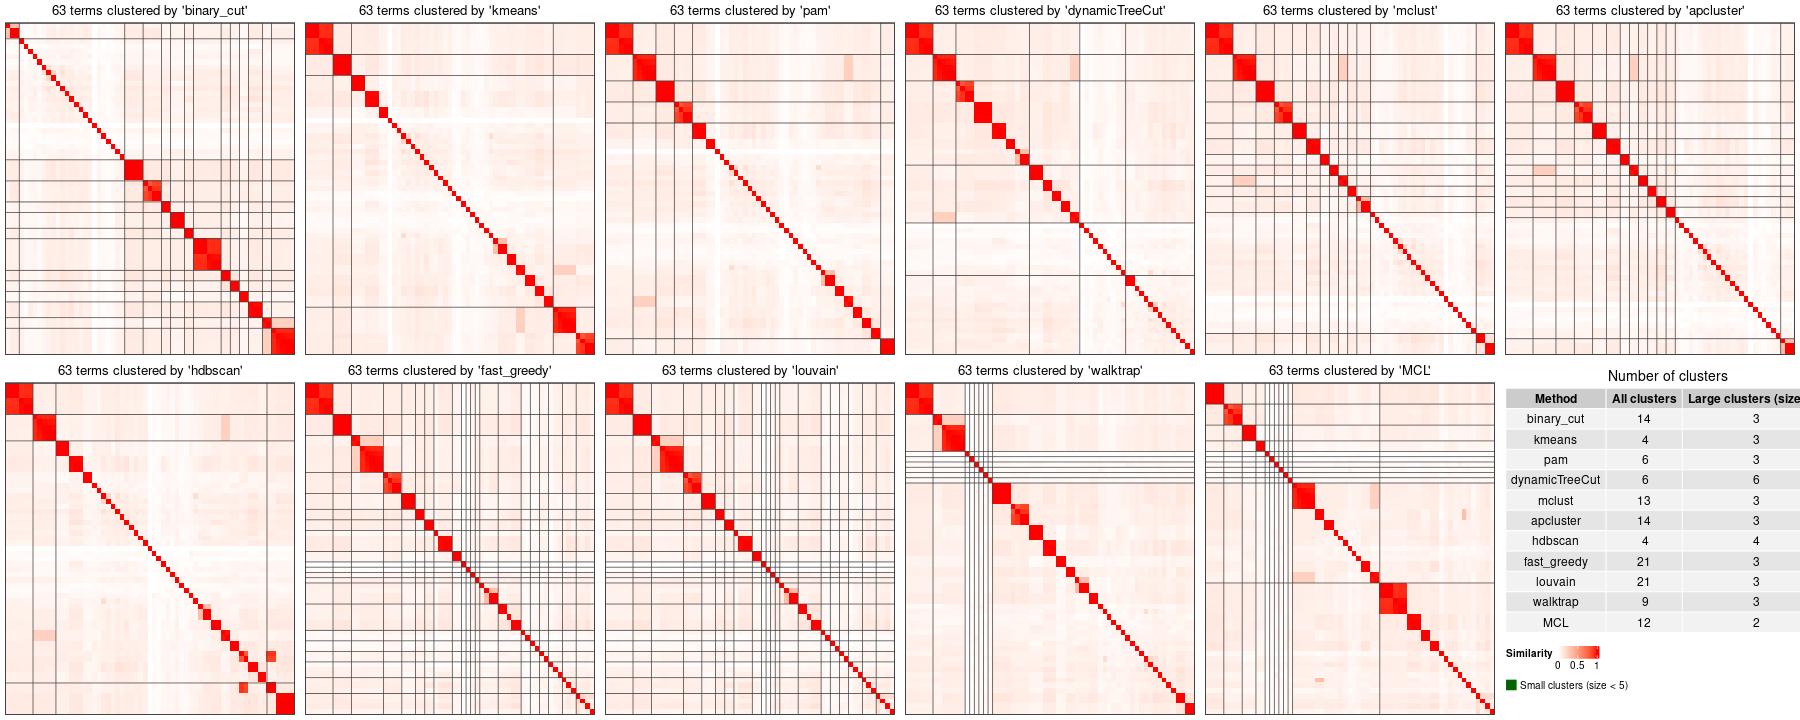 63 terms clustered by 'binary_cut'
63 terms clustered by 'kmeans'
63 terms clustered by 'pam'
63 terms clustered by 'dynamicTreeCut'
63 terms clustered by 'mclust'
63 terms clustered by 'apcluster'
63 terms clustered by 'hdbscan'
63 terms clustered by 'fast_greedy'
63 terms clustered by 'louvain'
63 terms clustered by 'walktrap'
63 terms clustered by 'MCL'
Number of clusters
Method All clusters Large clusters (size
binary_cut 14 3
kmeans 4 3
pam 6 3
dynamicTreeCut 6 6
mclust 13 3
apcluster 14 3
hdbscan 4 4
fast_greedy 21 3
louvain 21 3
walktrap 9 3
MCL 12 2
Similarity
0 0.5 1
Small clusters (size < 5)